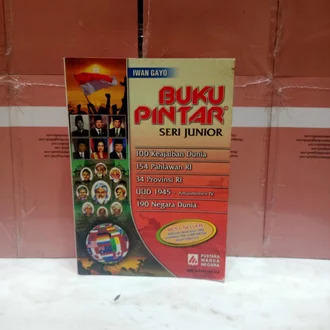 IWAN GAYO
BUKU
PINTAR
SERI JUNIOR
100 Keajaiban Dunia
154 Pahlawan RI
34 Provinsi RI
UUD 1945
190 Negara Dunia
PUSTAKA
WARGA
NEGARA